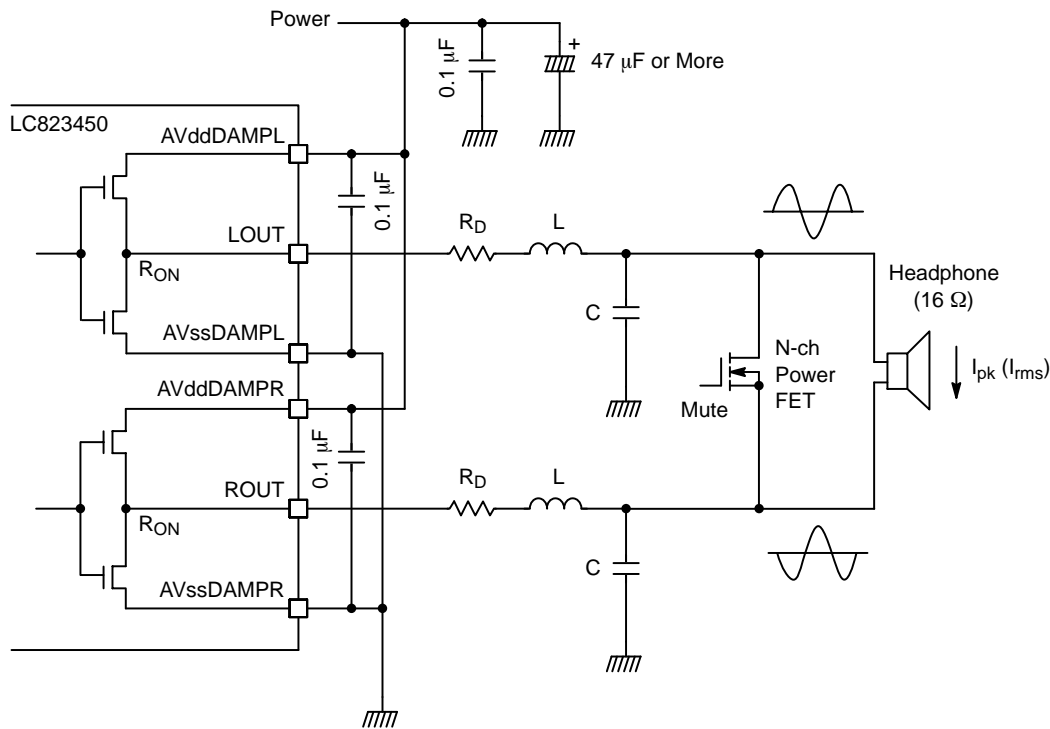 Power
0.1 μF
+
47 μF or More
LC823450
AVddDAMPL
0.1 μF
LOUT
R_D
L
R_ON
C
Headphone
(16 Ω)
AVssDAMPL
N-ch
Power
FET
Mute
I_pk (I_rms)
AVddDAMPR
0.1 μF
ROUT
R_D
L
R_ON
C
AVssDAMPR